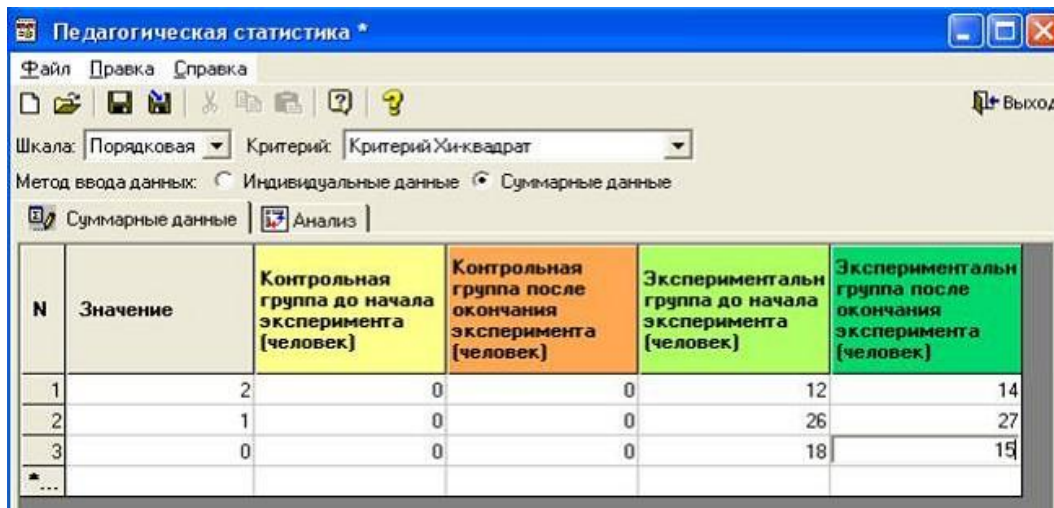 Педагогическая статистика *
Файл Правка Справка
Выход
Шкала: Порядковая Критерий: Критерий Хи-квадрат
Метод ввода данных: Индивидуальные данные Суммарные данные
Суммарные данные Анализ
N Значение Контрольная группа до начала эксперимента (человек) Контрольная группа после окончания эксперимента (человек) Экспериментальн группа до начала эксперимента (человек) Экспериментальн группа после окончания эксперимента (человек)
1 2 0 0 12 14
2 1 0 0 26 27
3 0 0 0 18 15
*...